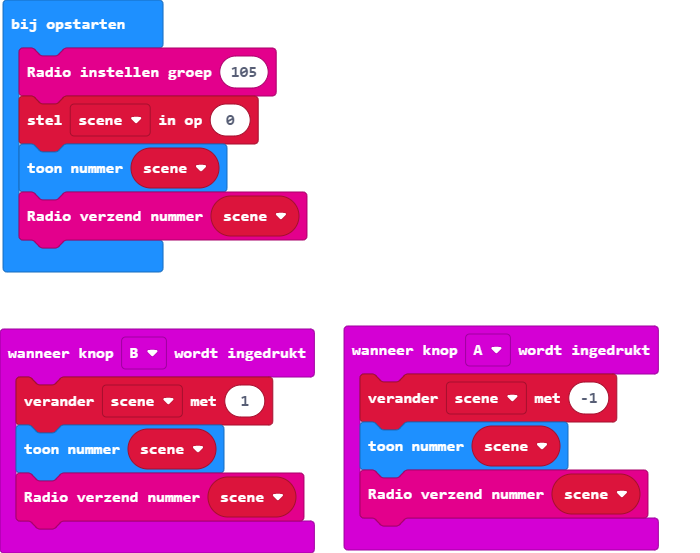 bij opstarten
Radio instellen groep 105
stel scene in op 0
toon nummer scene
Radio verzend nummer scene
wanneer knop B wordt ingedrukt
verander scene met 1
toon nummer scene
Radio verzend nummer scene
wanneer knop A wordt ingedrukt
verander scene met -1
toon nummer scene
Radio verzend nummer scene